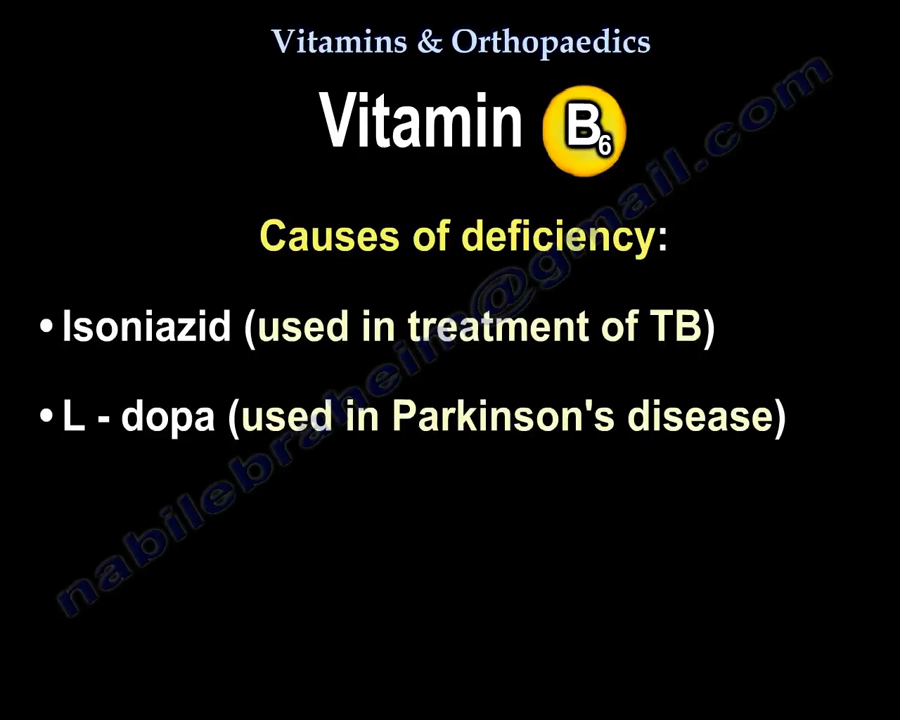 Vitamins & Orthopaedics
Vitamin B6
Causes of deficiency:
• Isoniazid (used in treatment of TB)
• L - dopa (used in Parkinson's disease)
nabilebraheim@gmail.com